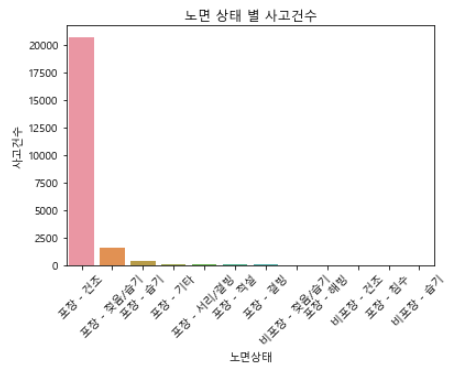 노면 상태 별 사고건수
사고건수
20000
17500
15000
12500
10000
7500
5000
2500
0
포장 - 건조
포장 - 젖음/습기
포장 - 습기
포장 - 기타
포장 - 서리/결빙
포장 - 적설
포장 - 결빙
비포장 - 젖음/습기
포장 - 해빙
비포장 - 건조
포장 - 침수
비포장 - 습기
노면상태